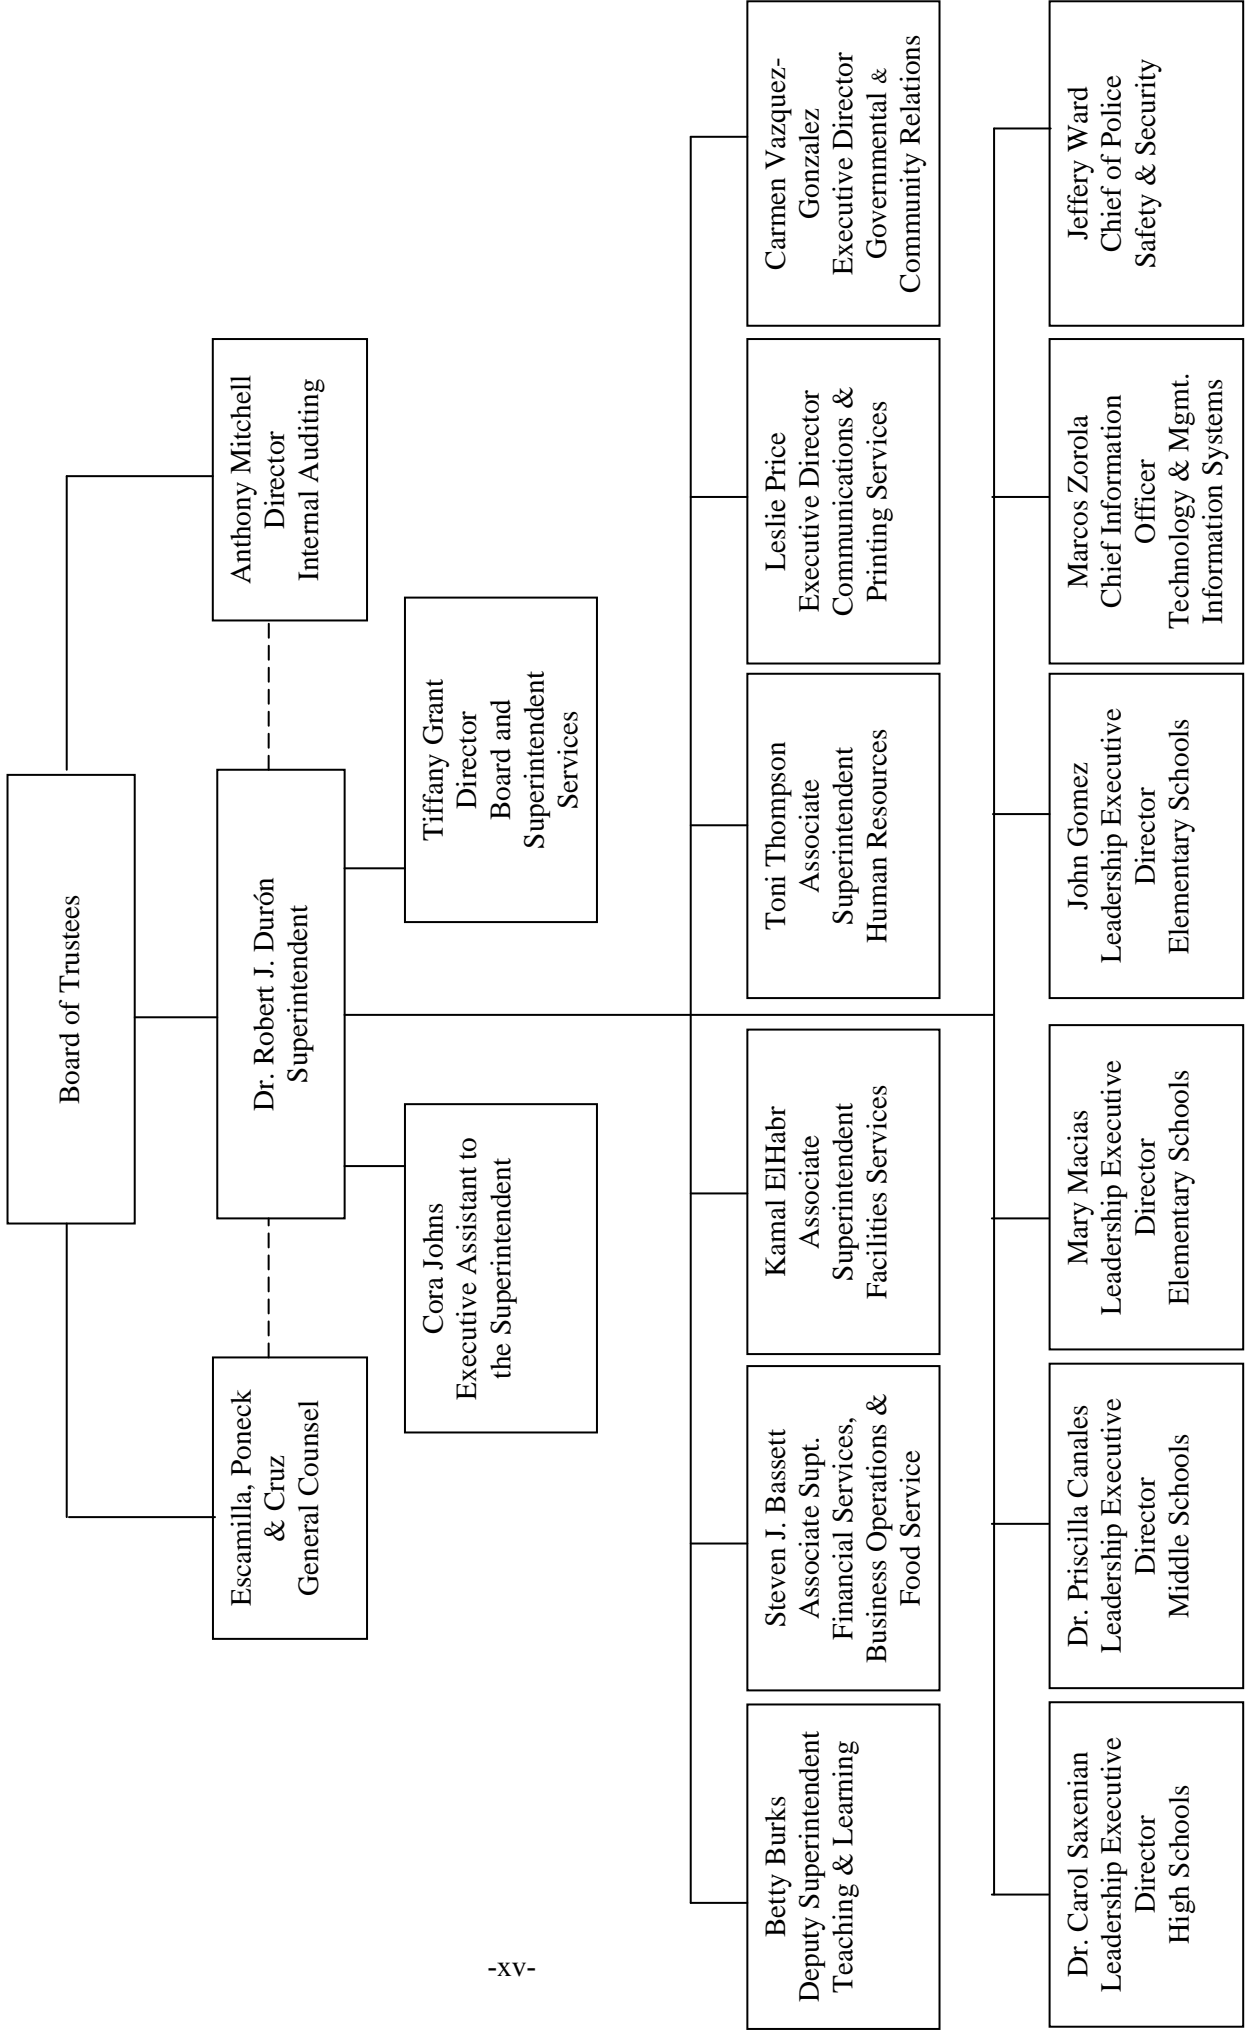 Board of Trustees
Escamilla, Poneck
& Cruz
General Counsel
Dr. Robert J. Durón
Superintendent
Anthony Mitchell
Director
Internal Auditing
Cora Johns
Executive Assistant to
the Superintendent
Tiffany Grant
Director
Board and
Superintendent
Services
Betty Burks
Deputy Superintendent
Teaching & Learning
Steven J. Bassett
Associate Supt.
Financial Services,
Business Operations &
Food Service
Kamal ElHabr
Associate
Superintendent
Facilities Services
Toni Thompson
Associate
Superintendent
Human Resources
Leslie Price
Executive Director
Communications &
Printing Services
Carmen Vazquez-
Gonzalez
Executive Director
Governmental &
Community Relations
Dr. Carol Saxenian
Leadership Executive
Director
High Schools
Dr. Priscilla Canales
Leadership Executive
Director
Middle Schools
Mary Macias
Leadership Executive
Director
Elementary Schools
John Gomez
Leadership Executive
Director
Elementary Schools
Marcos Zorola
Chief Information
Officer
Technology & Mgmt.
Information Systems
Jeffery Ward
Chief of Police
Safety & Security
-xv-